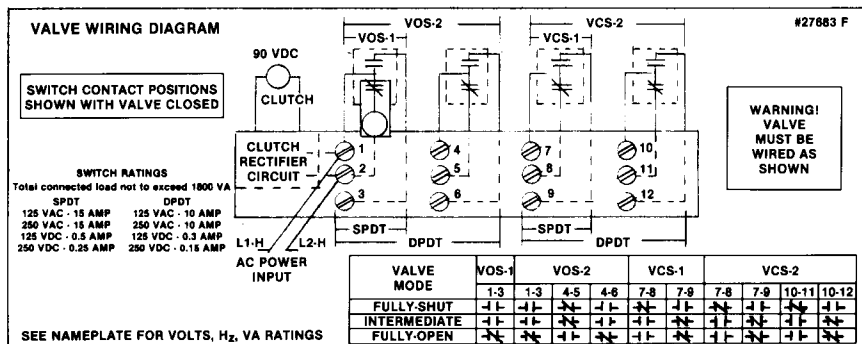 VALVE WIRING DIAGRAM
#27683 F
VOS-2
VCS-2
VOS-1
VCS-1
90 VDC
CLUTCH
SWITCH CONTACT POSITIONS
SHOWN WITH VALVE CLOSED
WARNING!
VALVE
MUST BE
WIRED AS
SHOWN
CLUTCH
RECTIFIER
CIRCUIT
1
2
3
4
5
6
7
8
9
10
11
12
SWITCH RATINGS
Total connected load not to exceed 1800 VA
SPDT DPDT
125 VAC - 15 AMP 125 VAC - 10 AMP
250 VAC - 15 AMP 250 VAC - 10 AMP
125 VDC - 0.5 AMP 125 VDC - 0.3 AMP
250 VDC - 0.25 AMP 250 VDC - 0.15 AMP
L1-H L2-H
AC POWER
INPUT
SPDT
DPDT
SPDT
DPDT
VALVE MODE VOS-1 VOS-2 VCS-1 VCS-2
1-3 1-3 4-5 4-6 7-8 7-9 7-8 7-9 10-11 10-12
FULLY-SHUT
INTERMEDIATE
FULLY-OPEN
SEE NAMEPLATE FOR VOLTS, Hz, VA RATINGS